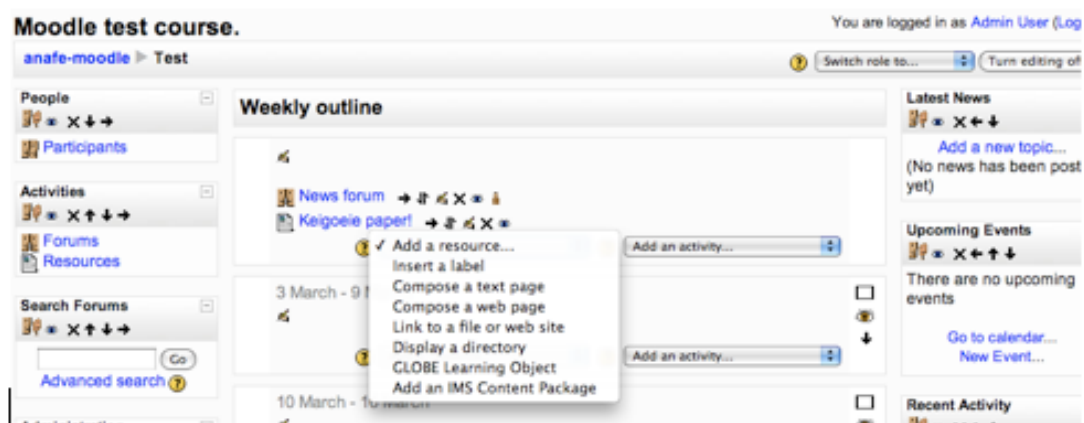 Moodle test course.
You are logged in as Admin User (Log
anafe-moodle ▶ Test
Switch role to...
Turn editing of
People
Participants
Activities
Forums
Resources
Search Forums
Go
Advanced search
Weekly outline
News forum
Keigoeie paper!
Add a resource...
Insert a label
Compose a text page
Compose a web page
Link to a file or web site
Display a directory
GLOBE Learning Object
Add an IMS Content Package
Add an activity...
3 March - 9
Add an activity...
10 March -
Latest News
Add a new topic...
(No news has been post
yet)
Upcoming Events
There are no upcoming
events
Go to calendar...
New Event...
Recent Activity